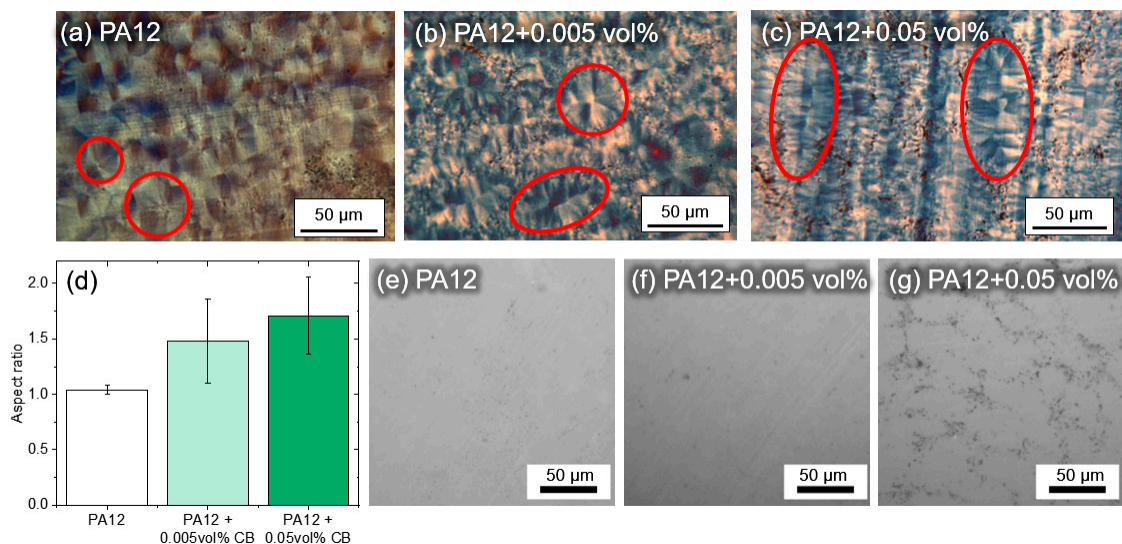 (a) PA12
50 µm
(b) PA12+0.005 vol%
50 µm
(c) PA12+0.05 vol%
50 µm
(d)
Aspect ratio
2.0
1.5
1.0
0.5
0.0
PA12
PA12 +
0.005vol% CB
PA12 +
0.05vol% CB
(e) PA12
50 µm
(f) PA12+0.005 vol%
50 µm
(g) PA12+0.05 vol%
50 µm